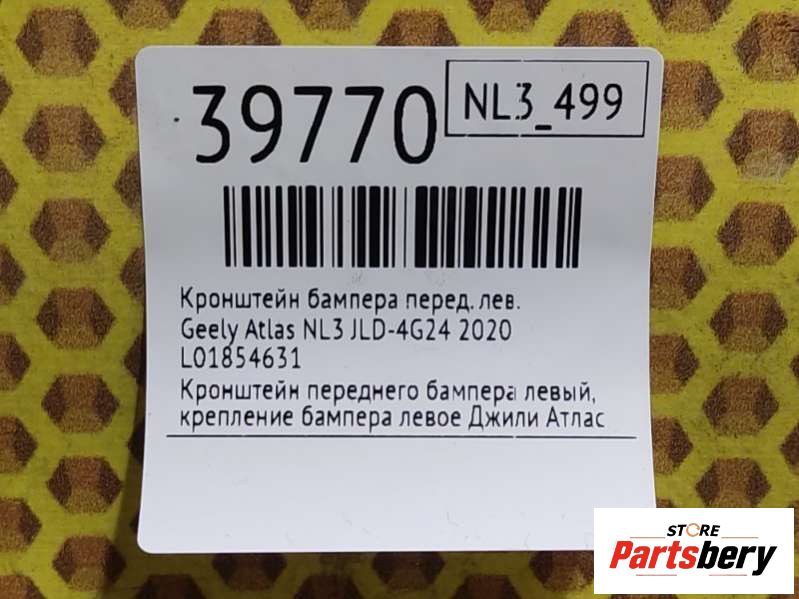 39770
NL3_499
Кронштейн бампера перед. лев.
Geely Atlas NL3 JLD-4G24 2020
L01854631
Кронштейн переднего бампера левый,
крепление бампера левое Джили Атлас
STORE
Partsbery